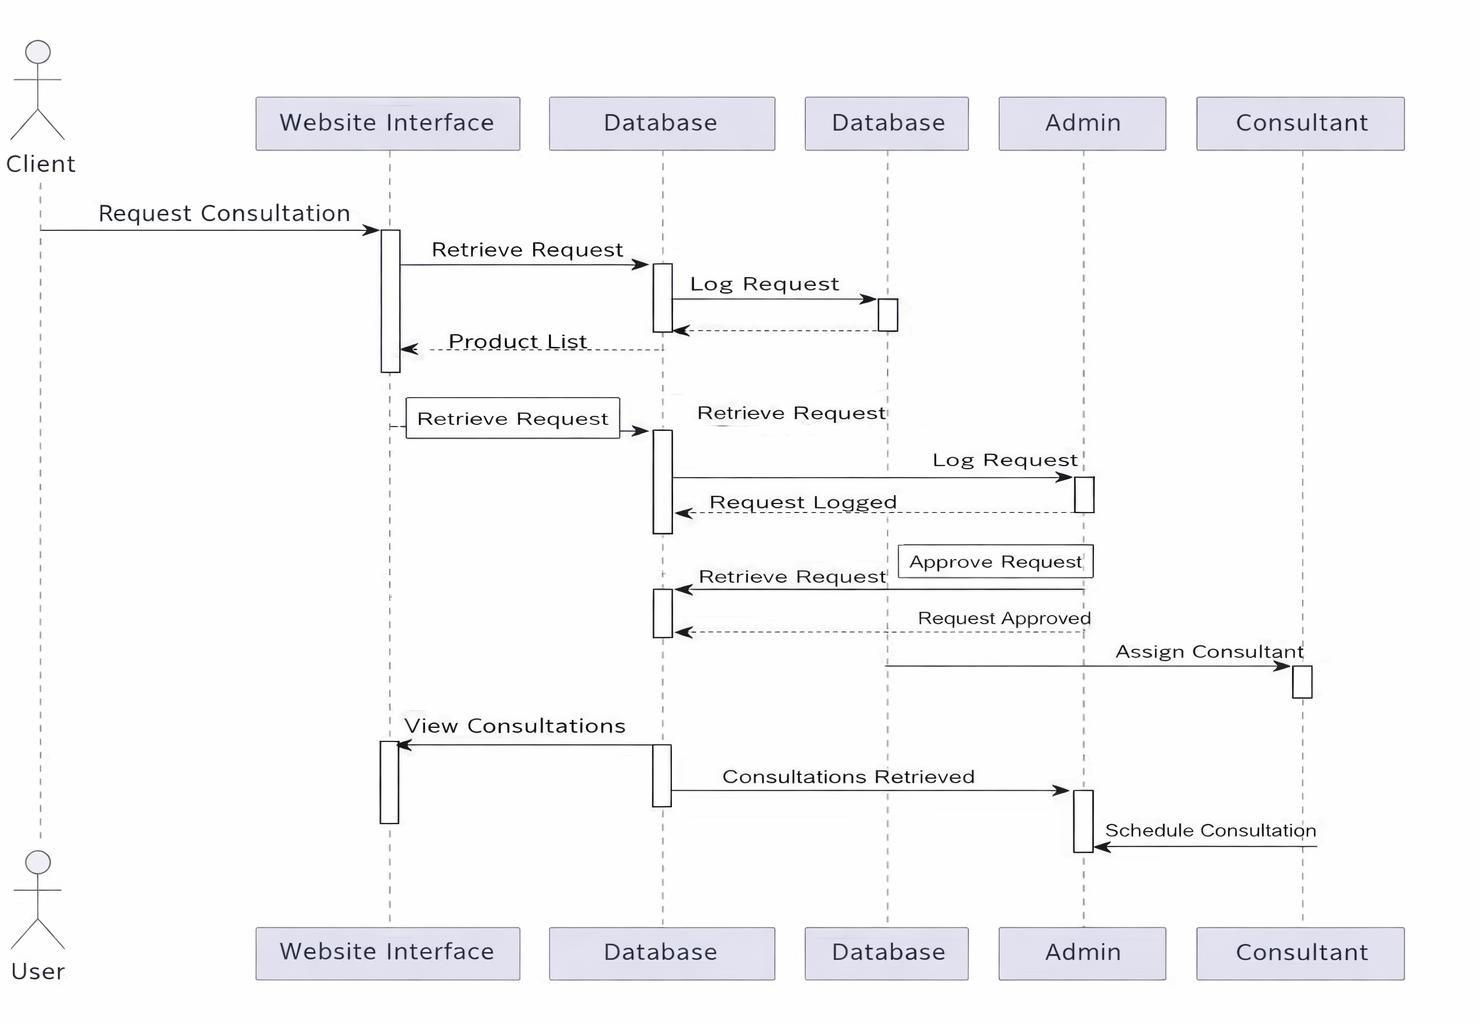 Client
Website Interface
Database
Database
Admin
Consultant
Request Consultation
Retrieve Request
Log Request
Product List
Retrieve Request
Retrieve Request
Log Request
Request Logged
Approve Request
Retrieve Request
Request Approved
Assign Consultant
View Consultations
Consultations Retrieved
Schedule Consultation
User
Website Interface
Database
Database
Admin
Consultant